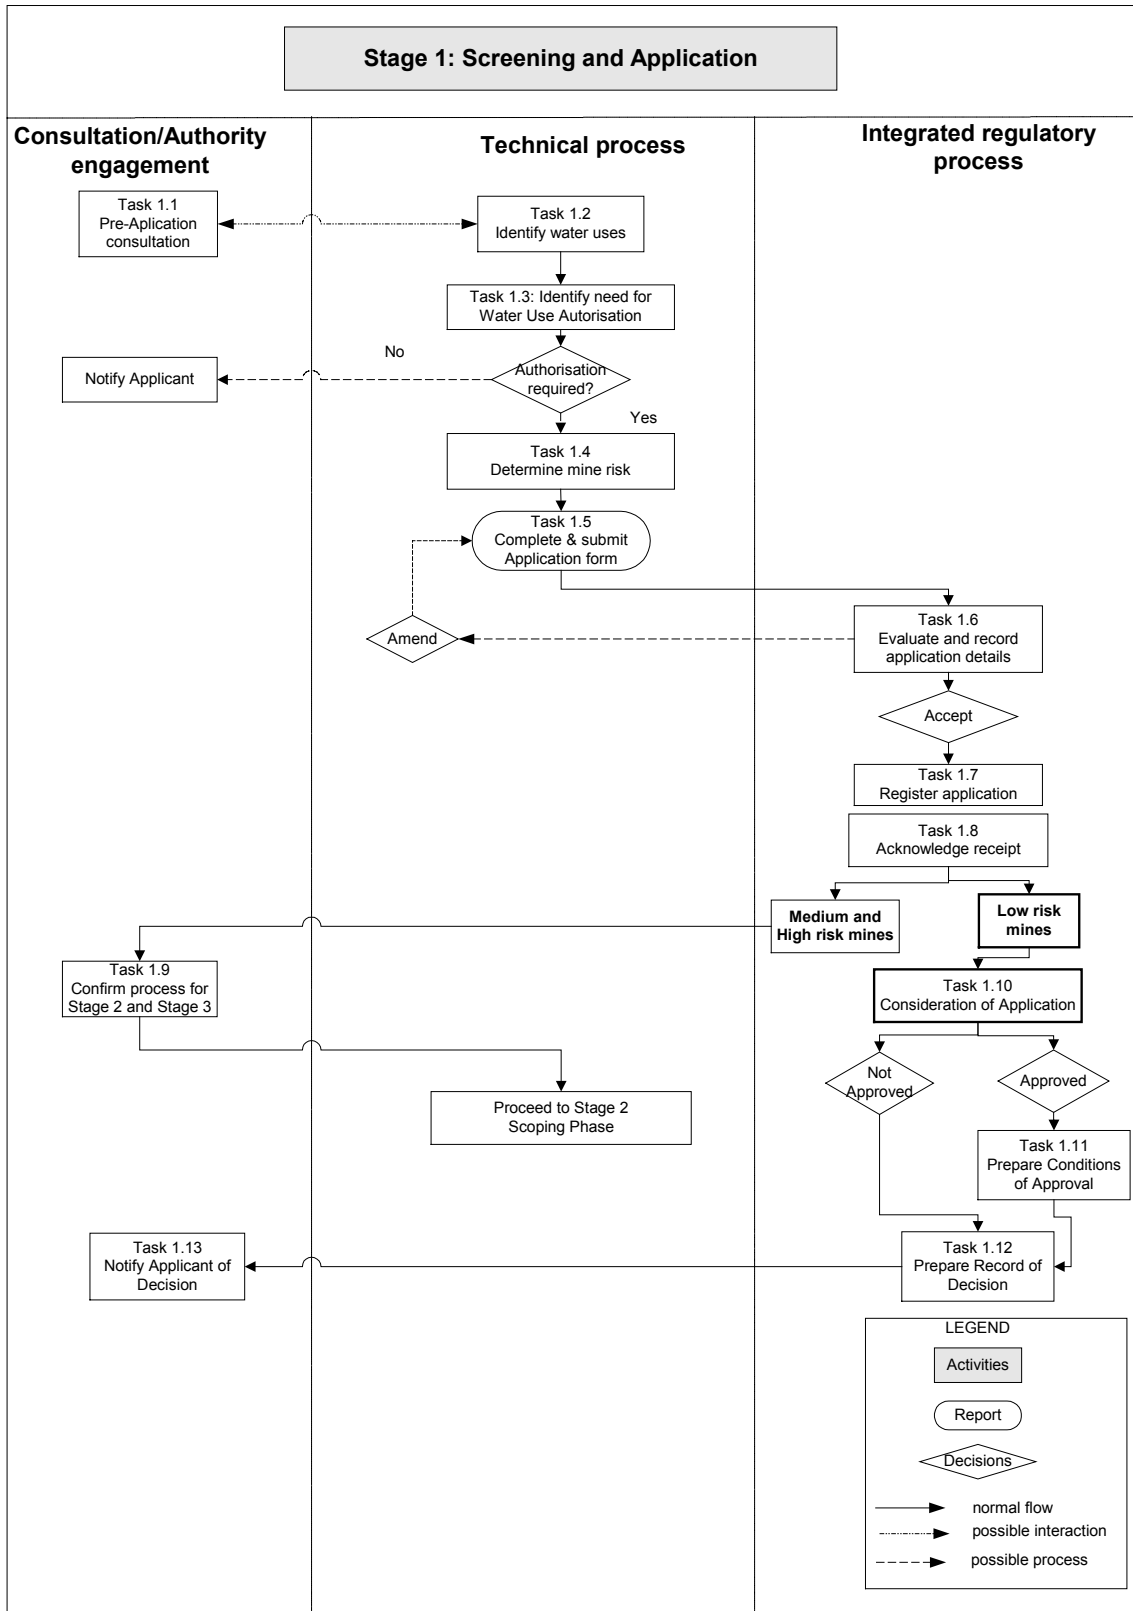 Stage 1: Screening and Application
Consultation/Authority
engagement
Technical process
Integrated regulatory
process
Task 1.1
Pre-Aplication
consultation
Task 1.2
Identify water uses
Task 1.3: Identify need for
Water Use Autorisation
No
Notify Applicant
Authorisation
required?
Yes
Task 1.4
Determine mine risk
Task 1.5
Complete & submit
Application form
Amend
Task 1.6
Evaluate and record
application details
Accept
Task 1.7
Register application
Task 1.8
Acknowledge receipt
Medium and
High risk mines
Low risk
mines
Task 1.9
Confirm process for
Stage 2 and Stage 3
Task 1.10
Consideration of Application
Not
Approved
Approved
Proceed to Stage 2
Scoping Phase
Task 1.11
Prepare Conditions
of Approval
Task 1.13
Notify Applicant of
Decision
Task 1.12
Prepare Record of
Decision
LEGEND
Activities
Report
Decisions
normal flow
possible interaction
possible process